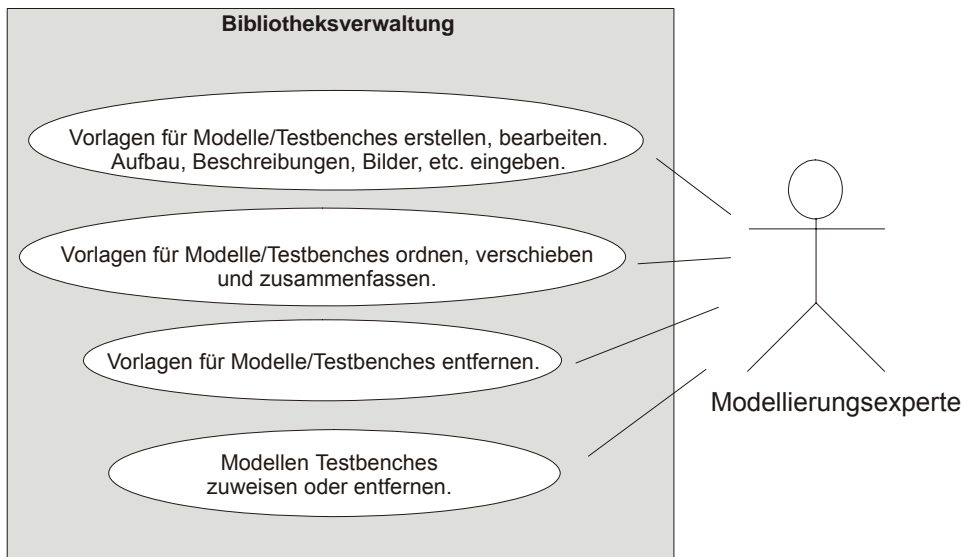 Bibliotheksverwaltung
Vorlagen für Modelle/Testbenches erstellen, bearbeiten.
Aufbau, Beschreibungen, Bilder, etc. eingeben.
Vorlagen für Modelle/Testbenches ordnen, verschieben
und zusammenfassen.
Vorlagen für Modelle/Testbenches entfernen.
Modellen Testbenches
zuweisen oder entfernen.
Modellierungsexperte